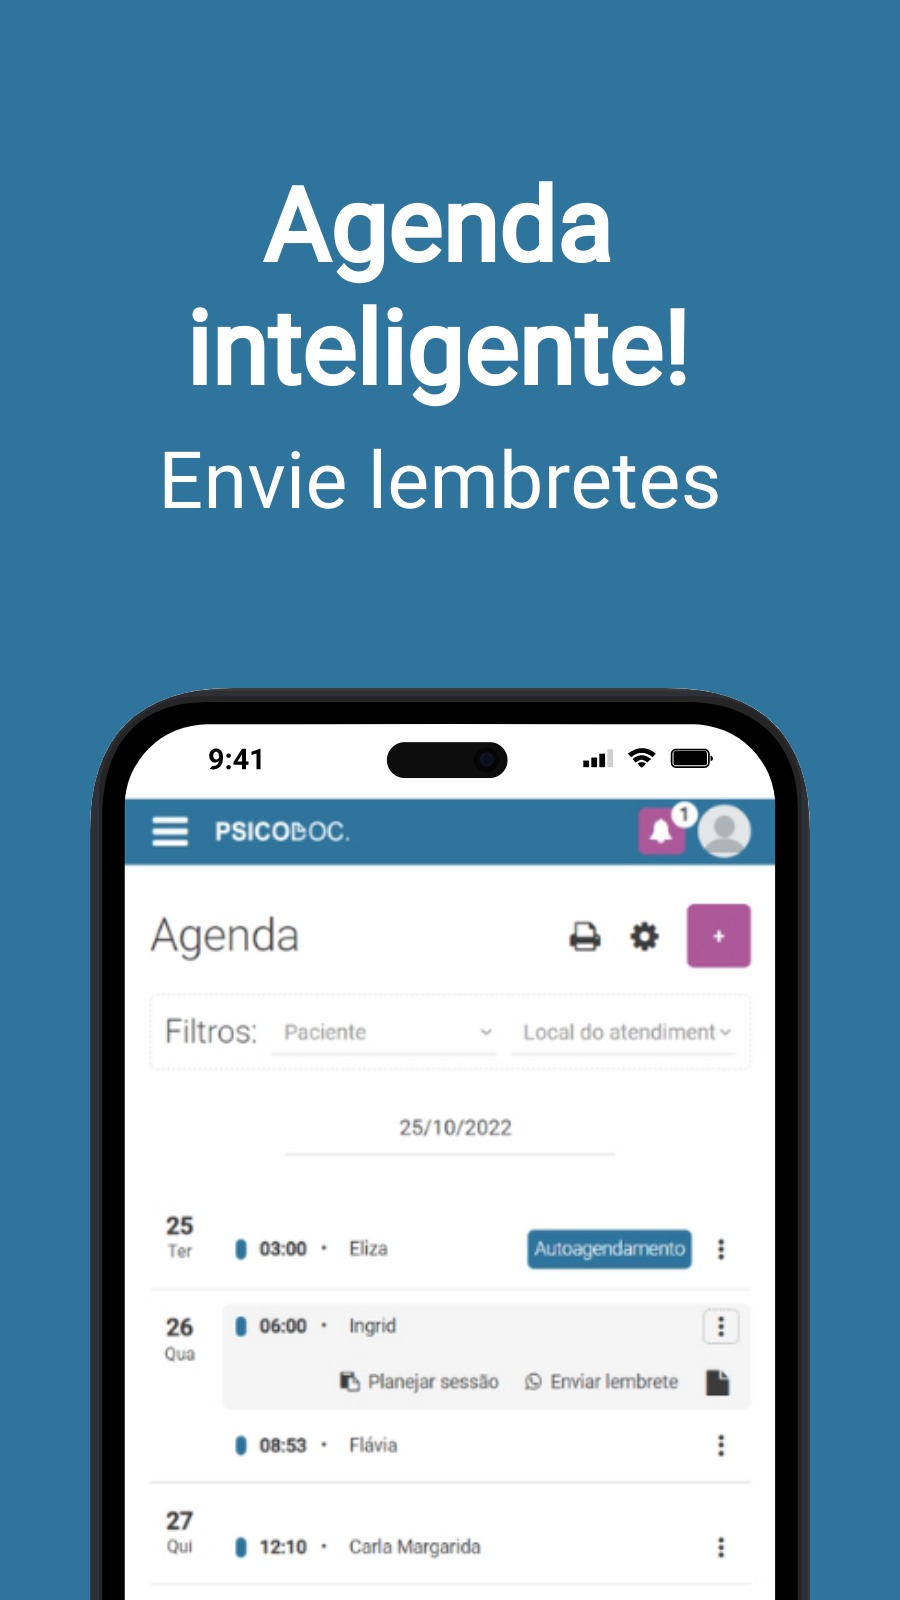 Agenda
inteligente!
Envie lembretes
9:41
PSICODOC.
1
Agenda
+
Filtros: Paciente Local do atendiment
25/10/2022
25
Ter
03:00 • Eliza Autoagendamento
26
Qua
06:00 • Ingrid
Planejar sessão Enviar lembrete
08:53 • Flávia
27
Qui
12:10 • Carla Margarida